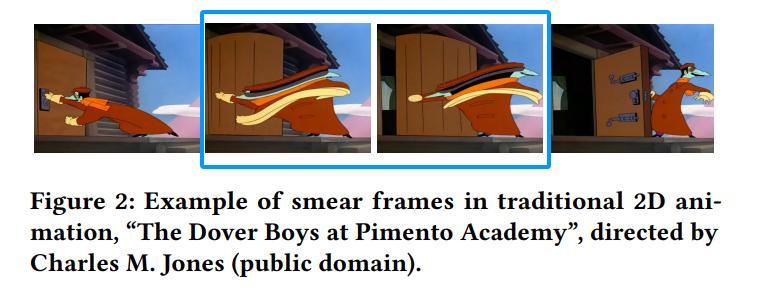 Figure 2: Example of smear frames in traditional 2D ani-
mation, “The Dover Boys at Pimento Academy”, directed by
Charles M. Jones (public domain).